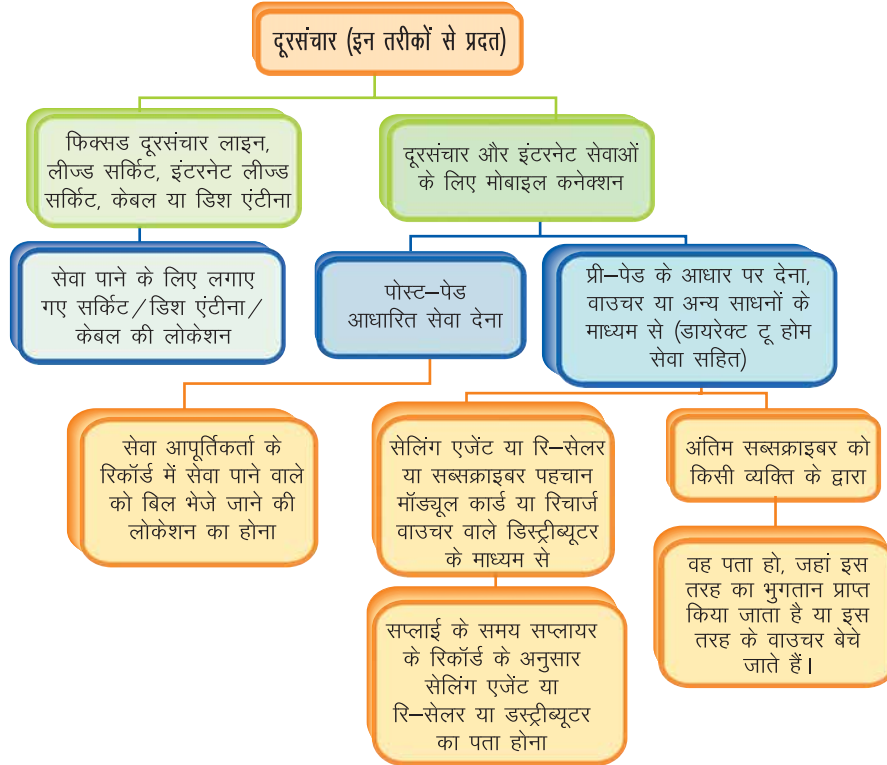 दूरसंचार (इन तरीकों से प्रदत)
फिक्सड दूरसंचार लाइन,
लीज्ड सर्किट, इंटरनेट लीज्ड
सर्किट, केबल या डिश एंटीना
दूरसंचार और इंटरनेट सेवाओं
के लिए मोबाइल कनेक्शन
सेवा पाने के लिए लगाए
गए सर्किट/डिश एंटीना/
केबल की लोकेशन
पोस्ट–पेड
आधारित सेवा देना
प्री–पेड के आधार पर देना,
वाउचर या अन्य साधनों के
माध्यम से (डायरेक्ट टू होम
सेवा सहित)
सेवा आपूर्तिकर्ता के
रिकॉर्ड में सेवा पाने वाले
को बिल भेजे जाने की
लोकेशन का होना
सेलिंग एजेंट या रि–सेलर
या सब्सक्राइबर पहचान
मॉड्यूल कार्ड या रिचार्ज
वाउचर वाले डिस्ट्रीब्यूटर
के माध्यम से
अंतिम सब्सक्राइबर को
किसी व्यक्ति के द्वारा
सप्लाई के समय सप्लायर
के रिकॉर्ड के अनुसार
सेलिंग एजेंट या
रि–सेलर या डस्ट्रीब्यूटर
का पता होना
वह पता हो, जहां इस
तरह का भुगतान प्राप्त
किया जाता है या इस
तरह के वाउचर बेचे
जाते हैं।